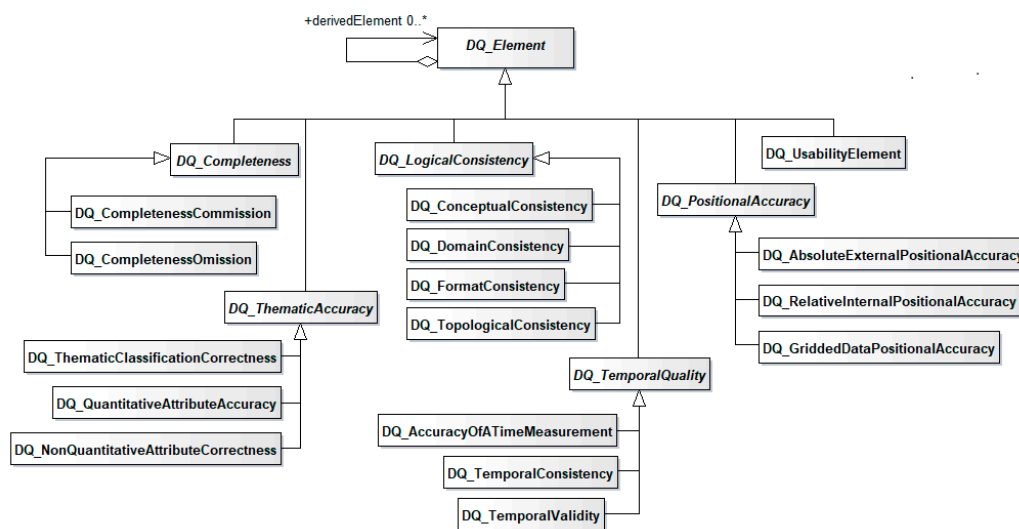 +derivedElement 0..*
DQ_Element
DQ_Completeness
DQ_CompletenessCommission
DQ_CompletenessOmission
DQ_ThematicAccuracy
DQ_ThematicClassificationCorrectness
DQ_QuantitativeAttributeAccuracy
DQ_NonQuantitativeAttributeCorrectness
DQ_LogicalConsistency
DQ_ConceptualConsistency
DQ_DomainConsistency
DQ_FormatConsistency
DQ_TopologicalConsistency
DQ_TemporalQuality
DQ_AccuracyOfATimeMeasurement
DQ_TemporalConsistency
DQ_TemporalValidity
DQ_PositionalAccuracy
DQ_AbsoluteExternalPositionalAccuracy
DQ_RelativeInternalPositionalAccuracy
DQ_GriddedDataPositionalAccuracy
DQ_UsabilityElement